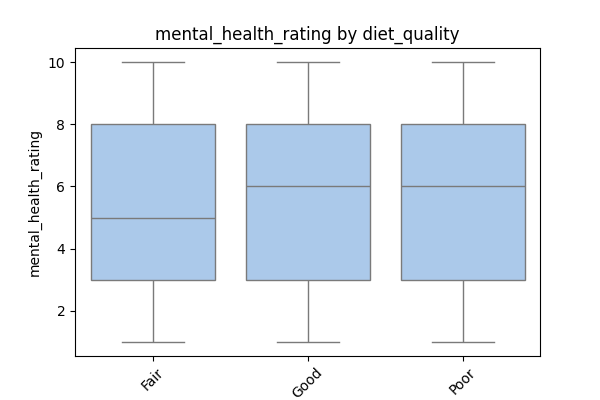 mental_health_rating by diet_quality
mental_health_rating
10
8
6
4
2
Fair
Good
Poor